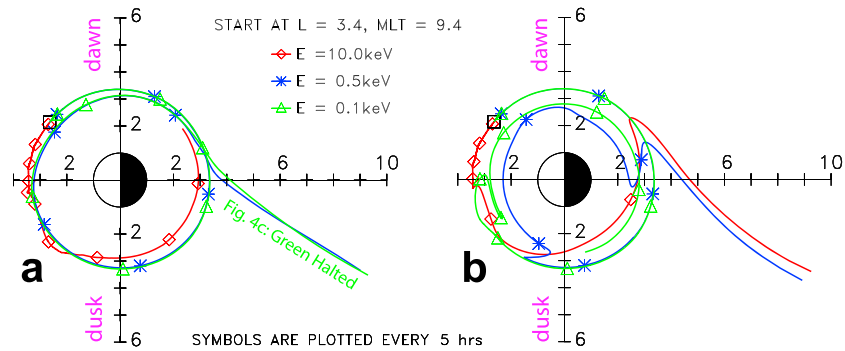 START AT L = 3.4, MLT = 9.4
E =10.0keV
E = 0.5keV
E = 0.1keV
dawn
6
2
2
2
6
10
2
6
dusk
Fig. 4c: Green Halted
a
dawn
6
2
2
2
6
10
2
6
dusk
b
SYMBOLS ARE PLOTTED EVERY 5 hrs